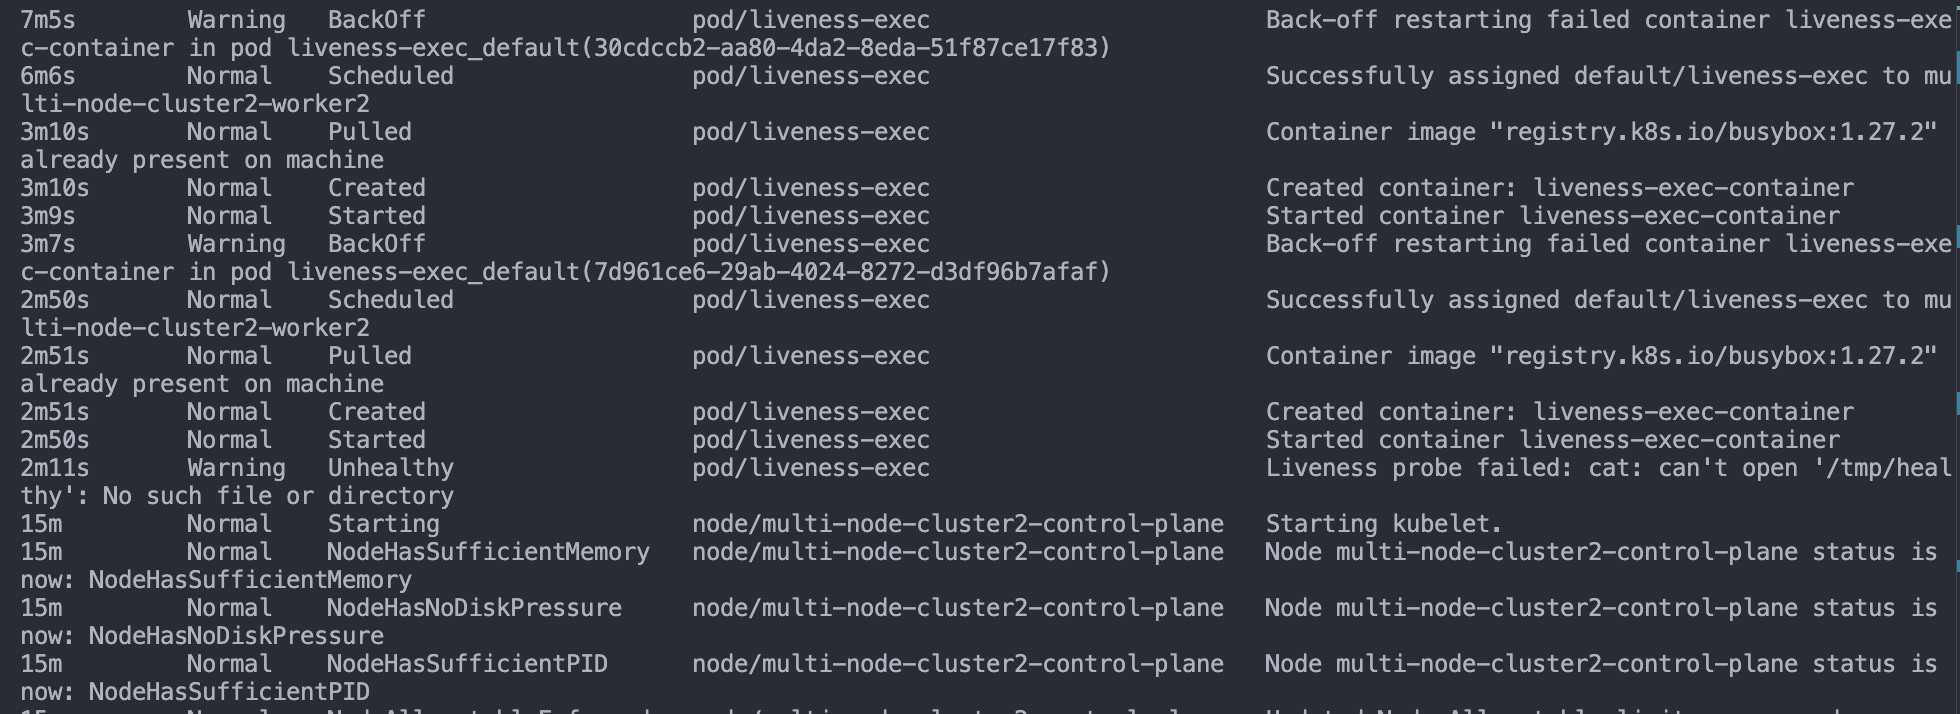 7m5s        Warning   BackOff                   pod/liveness-exec                        Back-off restarting failed container liveness-exe
c-container in pod liveness-exec_default(30cdccb2-aa80-4da2-8eda-51f87ce17f83)
6m6s        Normal    Scheduled                 pod/liveness-exec                        Successfully assigned default/liveness-exec to mu
lti-node-cluster2-worker2
3m10s       Normal    Pulled                    pod/liveness-exec                        Container image "registry.k8s.io/busybox:1.27.2"
already present on machine
3m10s       Normal    Created                   pod/liveness-exec                        Created container: liveness-exec-container
3m9s        Normal    Started                   pod/liveness-exec                        Started container liveness-exec-container
3m7s        Warning   BackOff                   pod/liveness-exec                        Back-off restarting failed container liveness-exe
c-container in pod liveness-exec_default(7d961ce6-29ab-4024-8272-d3df96b7afaf)
2m50s       Normal    Scheduled                 pod/liveness-exec                        Successfully assigned default/liveness-exec to mu
lti-node-cluster2-worker2
2m51s       Normal    Pulled                    pod/liveness-exec                        Container image "registry.k8s.io/busybox:1.27.2"
already present on machine
2m51s       Normal    Created                   pod/liveness-exec                        Created container: liveness-exec-container
2m50s       Normal    Started                   pod/liveness-exec                        Started container liveness-exec-container
2m11s       Warning   Unhealthy                 pod/liveness-exec                        Liveness probe failed: cat: can't open '/tmp/heal
thy': No such file or directory
15m         Normal    Starting                  node/multi-node-cluster2-control-plane   Starting kubelet.
15m         Normal    NodeHasSufficientMemory   node/multi-node-cluster2-control-plane   Node multi-node-cluster2-control-plane status is
now: NodeHasSufficientMemory
15m         Normal    NodeHasNoDiskPressure     node/multi-node-cluster2-control-plane   Node multi-node-cluster2-control-plane status is
now: NodeHasNoDiskPressure
15m         Normal    NodeHasSufficientPID      node/multi-node-cluster2-control-plane   Node multi-node-cluster2-control-plane status is
now: NodeHasSufficientPID